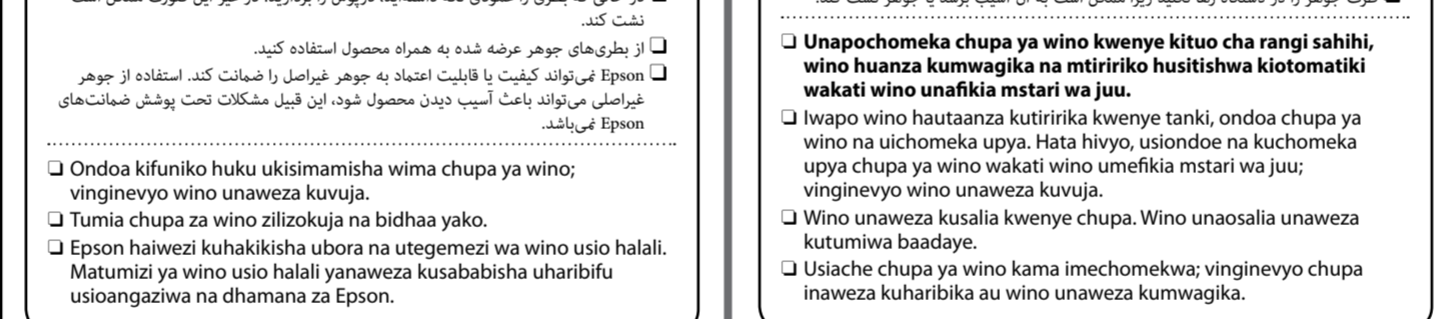 نشت کند.
❏ از بطری‌های جوهر عرضه شده به همراه محصول استفاده کنید.
❏ Epson نمی‌تواند کیفیت یا قابلیت اعتماد به جوهر غیراصل را ضمانت کند. استفاده از جوهر
غیراصلی می‌تواند باعث آسیب دیدن محصول شود، این قبیل مشکلات تحت پوشش ضمانت‌های
Epson نمی‌باشد.
❏ Ondoa kifuniko huku ukisimamisha wima chupa ya wino;
vinginevyo wino unaweza kuvuja.
❏ Tumia chupa za wino zilizokuja na bidhaa yako.
❏ Epson haiwezi kuhakikisha ubora na utegemezi wa wino usio halali.
Matumizi ya wino usio halali yanaweza kusababisha uharibifu
usioangaziwa na dhamana za Epson.
❏ Unapochomeka chupa ya wino kwenye kituo cha rangi sahihi,
wino huanza kumwagika na mtiririko husitishwa kiotomatiki
wakati wino unafikia mstari wa juu.
❏ Iwapo wino hautaanza kutiririka kwenye tanki, ondoa chupa ya
wino na uichomeka upya. Hata hivyo, usiondoe na kuchomeka
upya chupa ya wino wakati wino umefikia mstari wa juu;
vinginevyo wino unaweza kuvuja.
❏ Wino unaweza kusalia kwenye chupa. Wino unaosalia unaweza
kutumiwa baadaye.
❏ Usiache chupa ya wino kama imechomekwa; vinginevyo chupa
inaweza kuharibika au wino unaweza kumwagika.